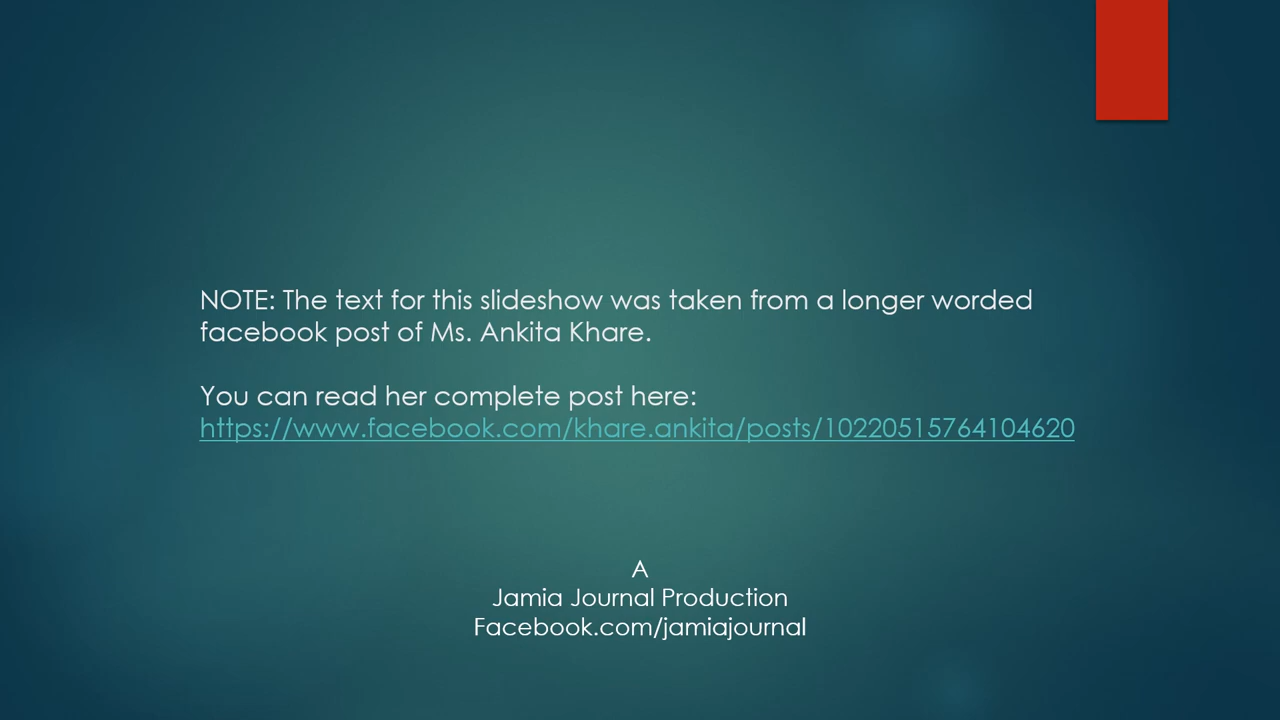 NOTE: The text for this slideshow was taken from a longer worded
facebook post of Ms. Ankita Khare.
You can read her complete post here:
https://www.facebook.com/khare.ankita/posts/10220515764104620
A
Jamia Journal Production
Facebook.com/jamiajournal